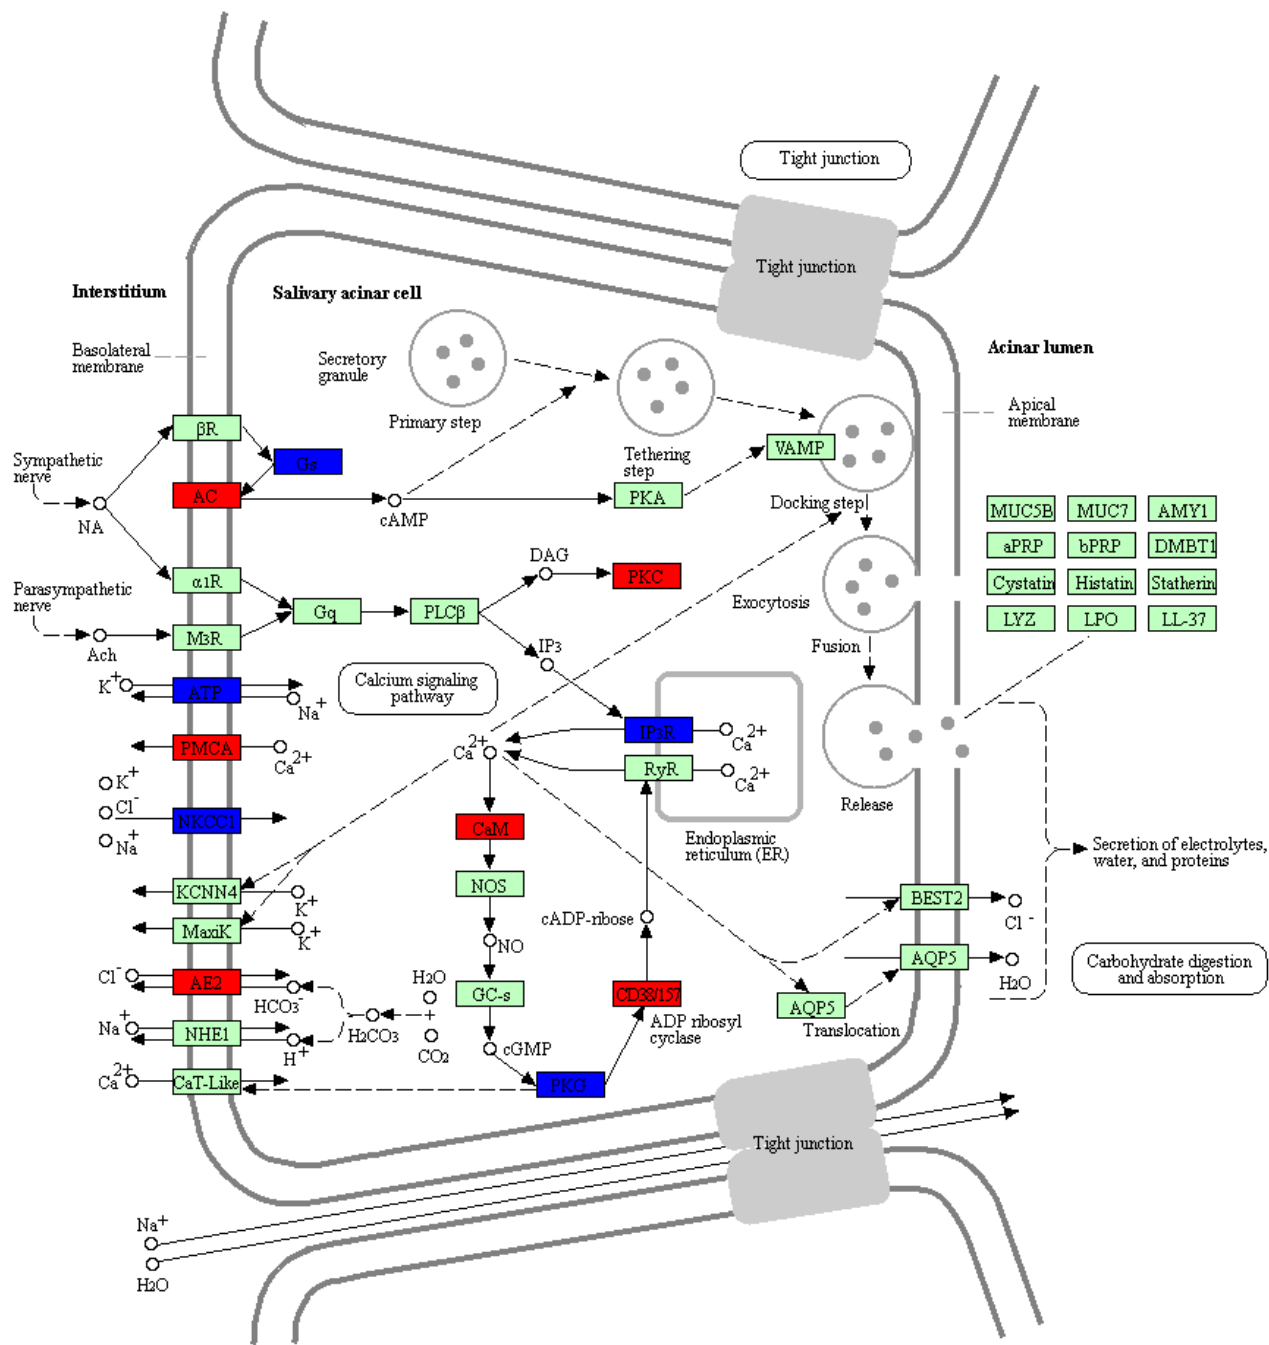 Tight junction
Tight junction
Interstitium
Salivary acinar cell
Acinar lumen
Basolateral
membrane
Secretory
granule
Primary step
Tethering
step
Docking step
Apical
membrane
βR
Gs
VAMP
Sympathetic
nerve
NA
AC
cAMP
PKA
MUC5B
MUC7
AMY1
aPRP
bPRP
DMBT1
Cystatin
Histatin
Statherin
LYZ
LPO
LL-37
DAG
PKC
α1R
Exocytosis
Parasympathetic
nerve
Gq
PLCβ
Ach
M3R
IP3
Fusion
K+
ATP
Na+
Calcium signaling
pathway
IP3R
Ca2+
PMCA
Ca2+
Ca2+
RyR
Ca2+
Release
K+
Cl-
Na+
NKCC1
CaM
Endoplasmic
reticulum (ER)
Secretion of electrolytes,
water, and proteins
KCNN4
K+
NOS
BEST2
Cl -
MaxiK
K+
cADP-ribose
NO
AQP5
H2O
Carbohydrate digestion
and absorption
Cl-
AE2
HCO3-
H2O
+
CO2
H2CO3
GC-s
CD38/157
ADP ribosyl
cyclase
AQP5
Translocation
Na+
NHE1
H+
cGMP
Ca2+
CaT-Like
PKG
Tight junction
Na+
H2O